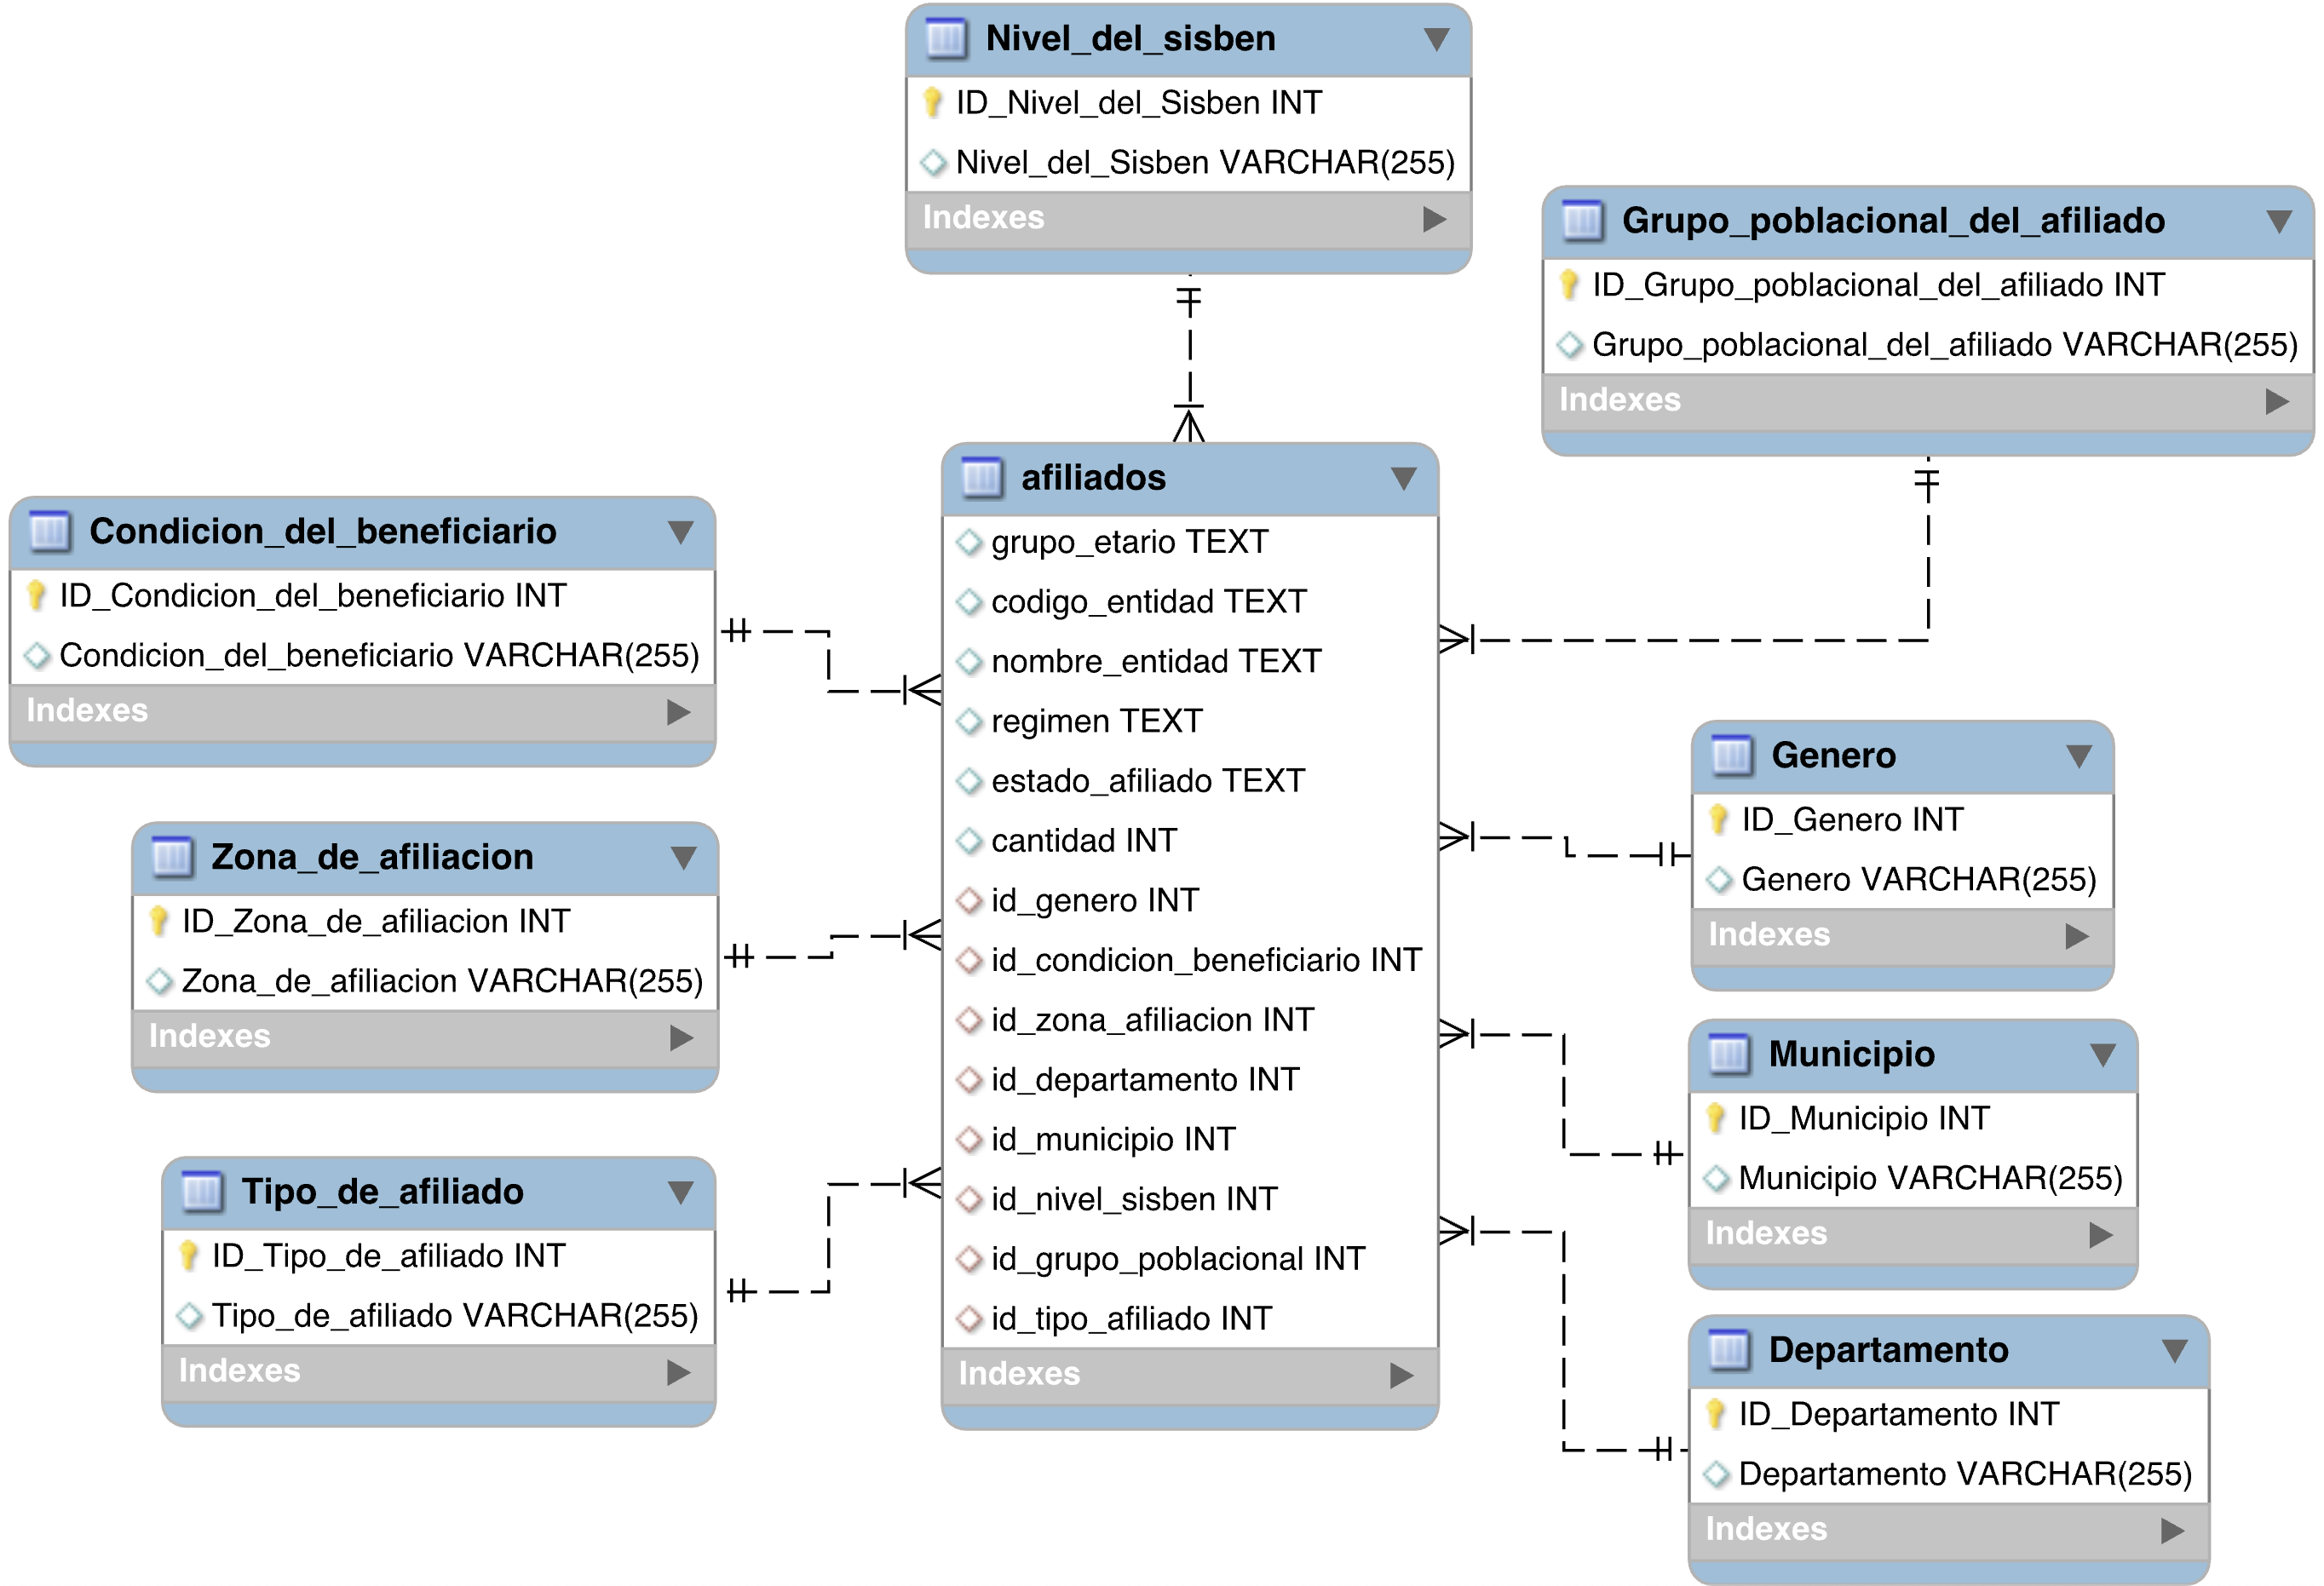 Nivel_del_sisben
ID_Nivel_del_Sisben INT
Nivel_del_Sisben VARCHAR(255)
Indexes
Grupo_poblacional_del_afiliado
ID_Grupo_poblacional_del_afiliado INT
Grupo_poblacional_del_afiliado VARCHAR(255)
Indexes
Condicion_del_beneficiario
ID_Condicion_del_beneficiario INT
Condicion_del_beneficiario VARCHAR(255)
Indexes
Zona_de_afiliacion
ID_Zona_de_afiliacion INT
Zona_de_afiliacion VARCHAR(255)
Indexes
Tipo_de_afiliado
ID_Tipo_de_afiliado INT
Tipo_de_afiliado VARCHAR(255)
Indexes
afiliados
grupo_etario TEXT
codigo_entidad TEXT
nombre_entidad TEXT
regimen TEXT
estado_afiliado TEXT
cantidad INT
id_genero INT
id_condicion_beneficiario INT
id_zona_afiliacion INT
id_departamento INT
id_municipio INT
id_nivel_sisben INT
id_grupo_poblacional INT
id_tipo_afiliado INT
Indexes
Genero
ID_Genero INT
Genero VARCHAR(255)
Indexes
Municipio
ID_Municipio INT
Municipio VARCHAR(255)
Indexes
Departamento
ID_Departamento INT
Departamento VARCHAR(255)
Indexes